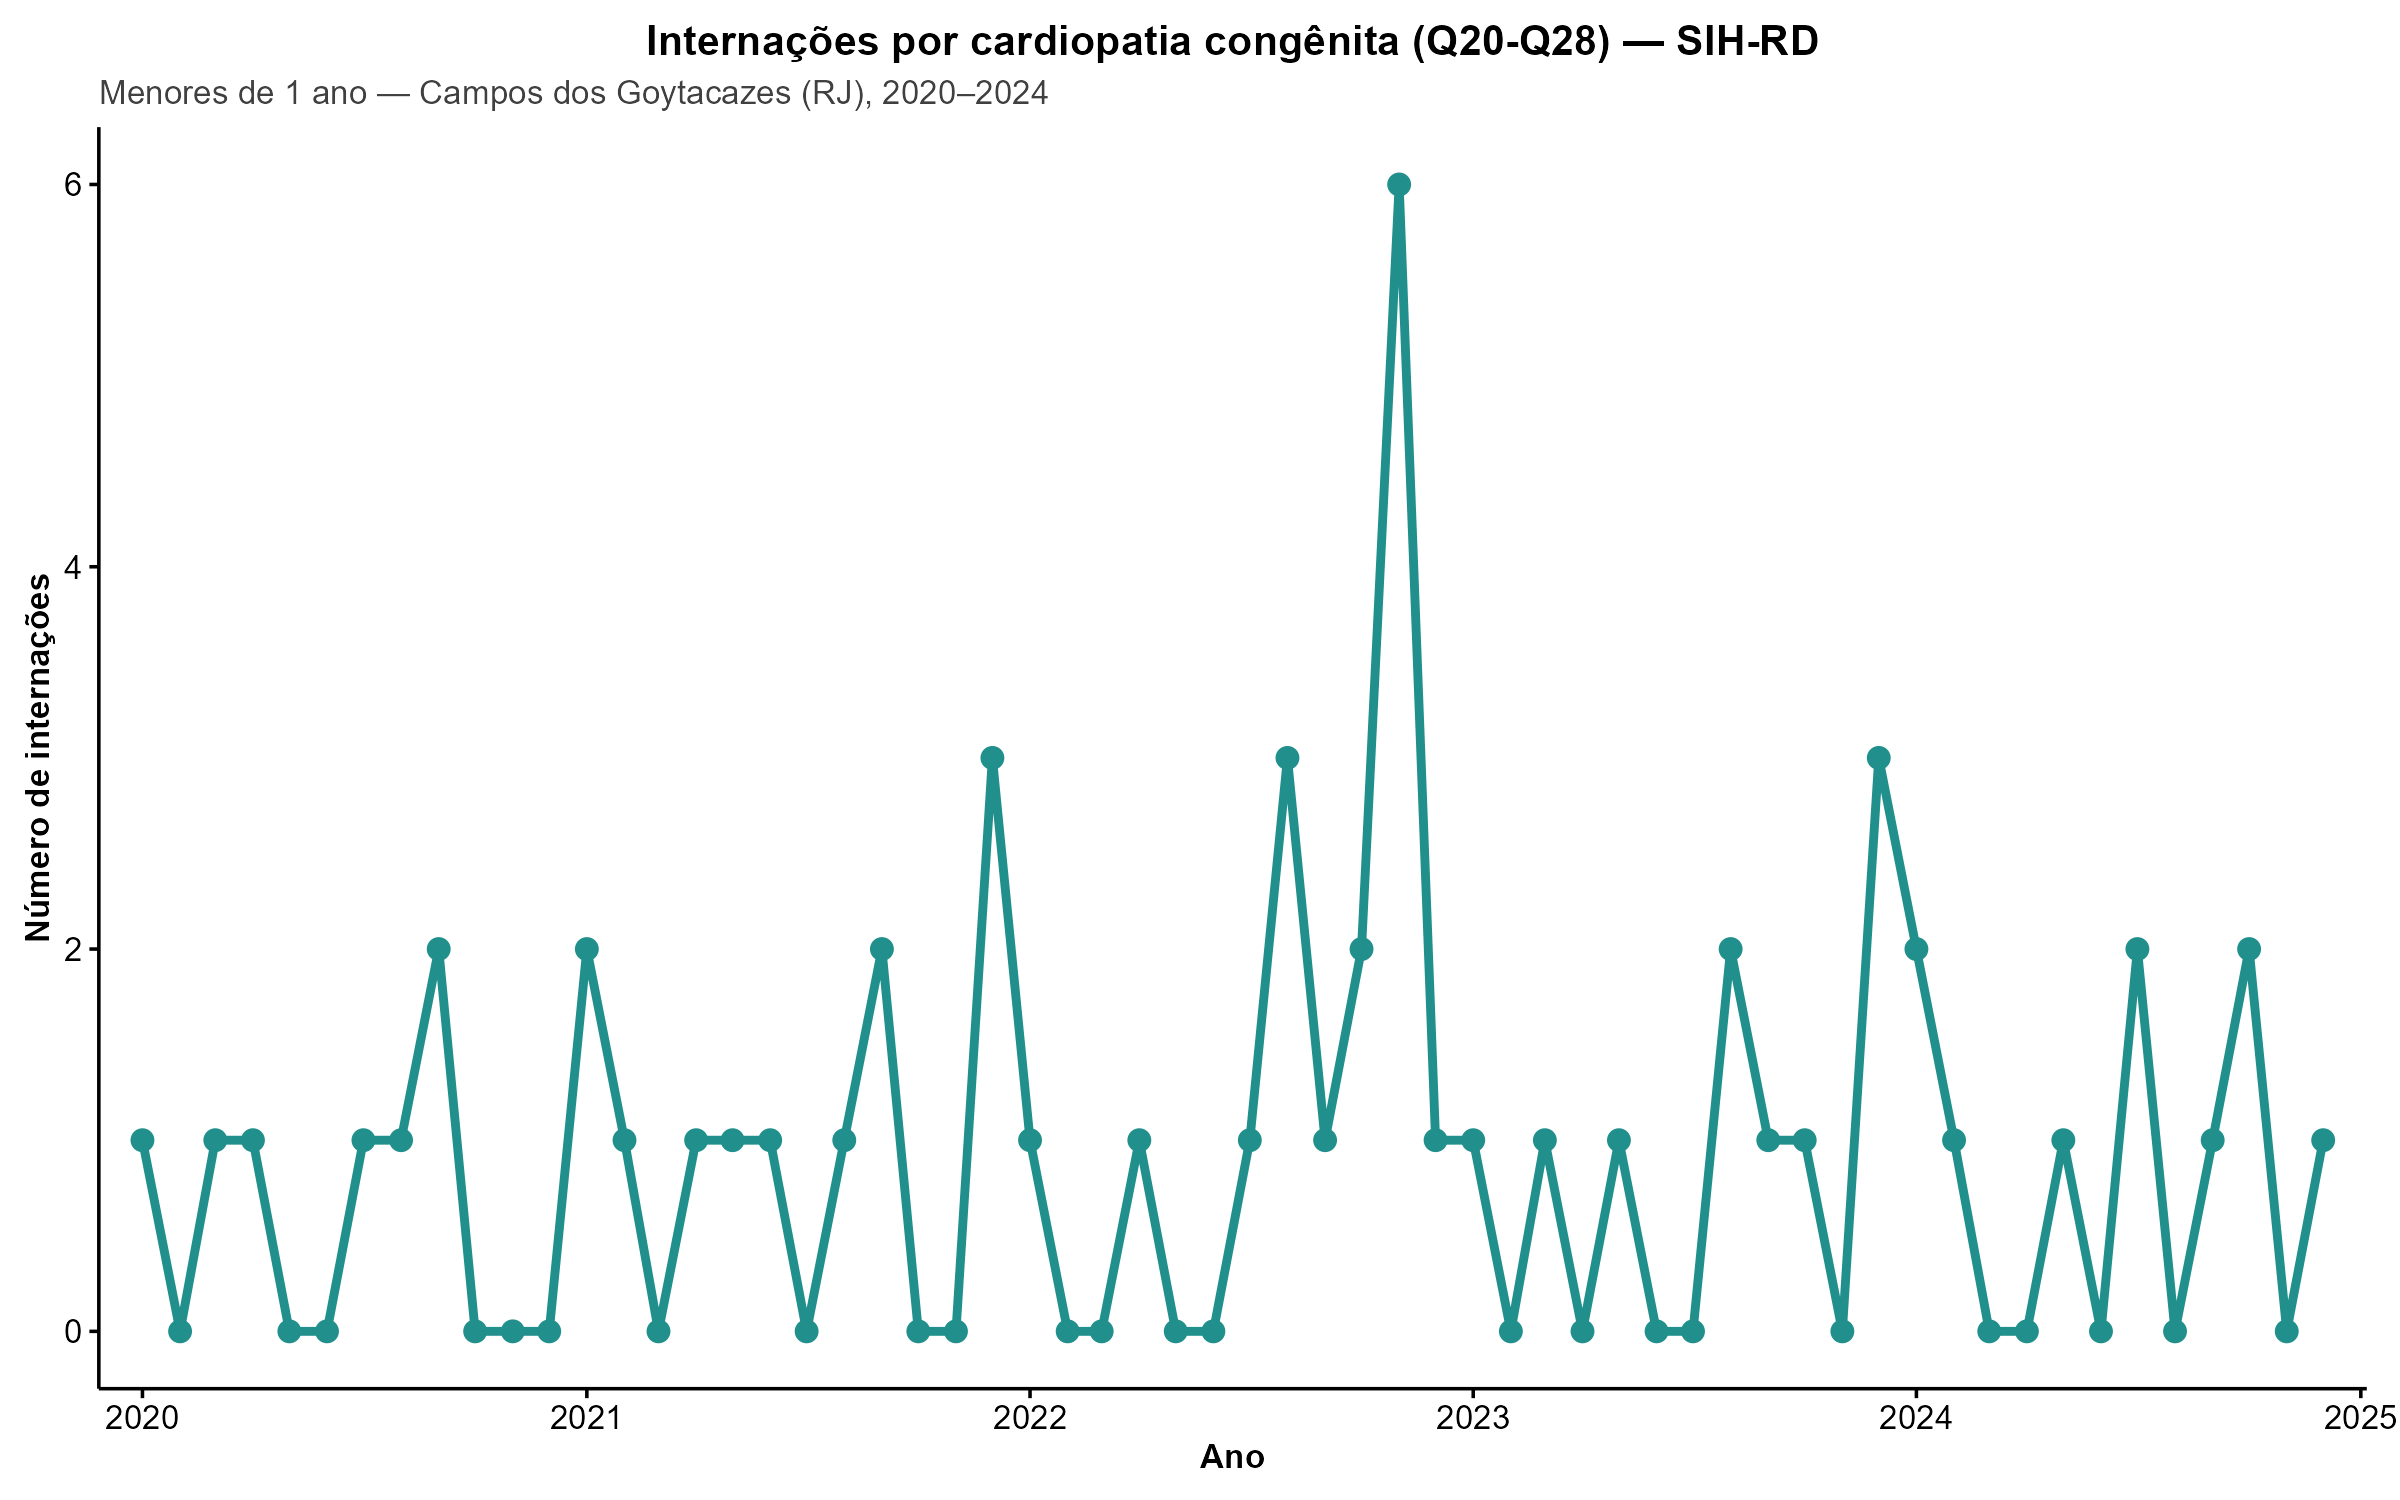 Internações por cardiopatia congênita (Q20-Q28) — SIH-RD
Menores de 1 ano — Campos dos Goytacazes (RJ), 2020–2024
Número de internações
6
4
2
0
2020 2021 2022 2023 2024 2025
Ano